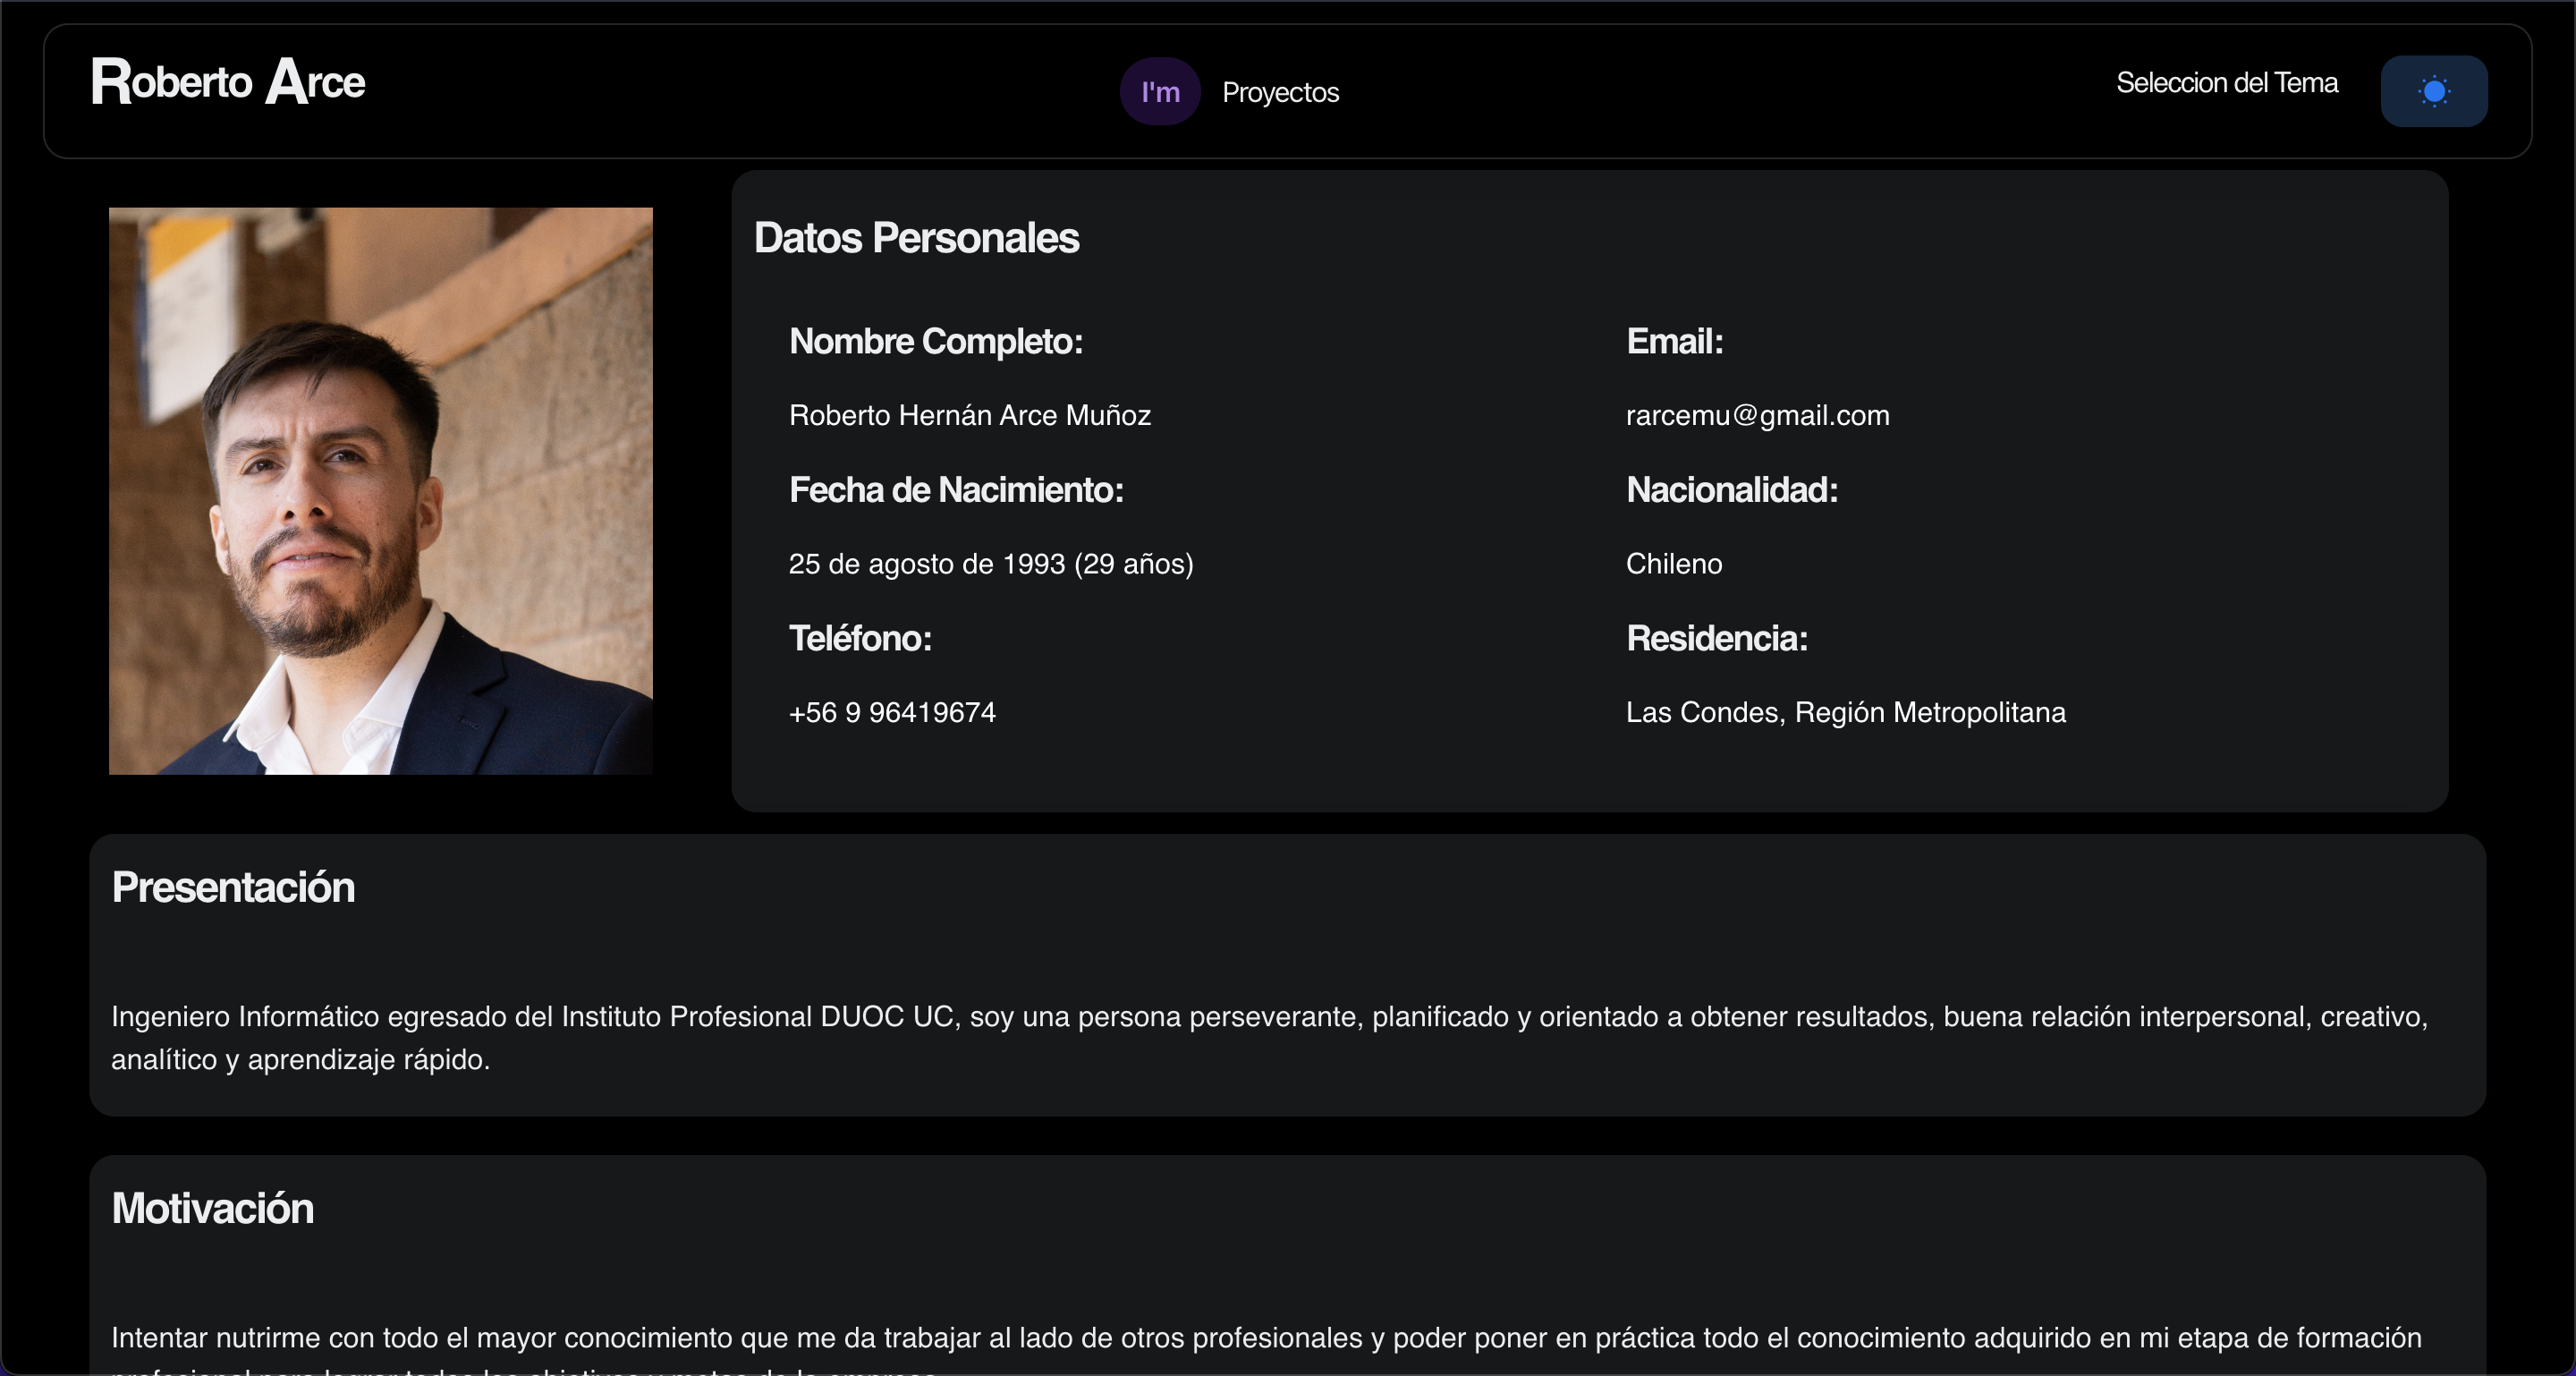 Roberto Arce
I'm Proyectos
Seleccion del Tema
Datos Personales
Nombre Completo:
Roberto Hernán Arce Muñoz
Fecha de Nacimiento:
25 de agosto de 1993 (29 años)
Teléfono:
+56 9 96419674
Email:
rarcemu@gmail.com
Nacionalidad:
Chileno
Residencia:
Las Condes, Región Metropolitana
Presentación
Ingeniero Informático egresado del Instituto Profesional DUOC UC, soy una persona perseverante, planificado y orientado a obtener resultados, buena relación interpersonal, creativo,
analítico y aprendizaje rápido.
Motivación
Intentar nutrirme con todo el mayor conocimiento que me da trabajar al lado de otros profesionales y poder poner en práctica todo el conocimiento adquirido en mi etapa de formación